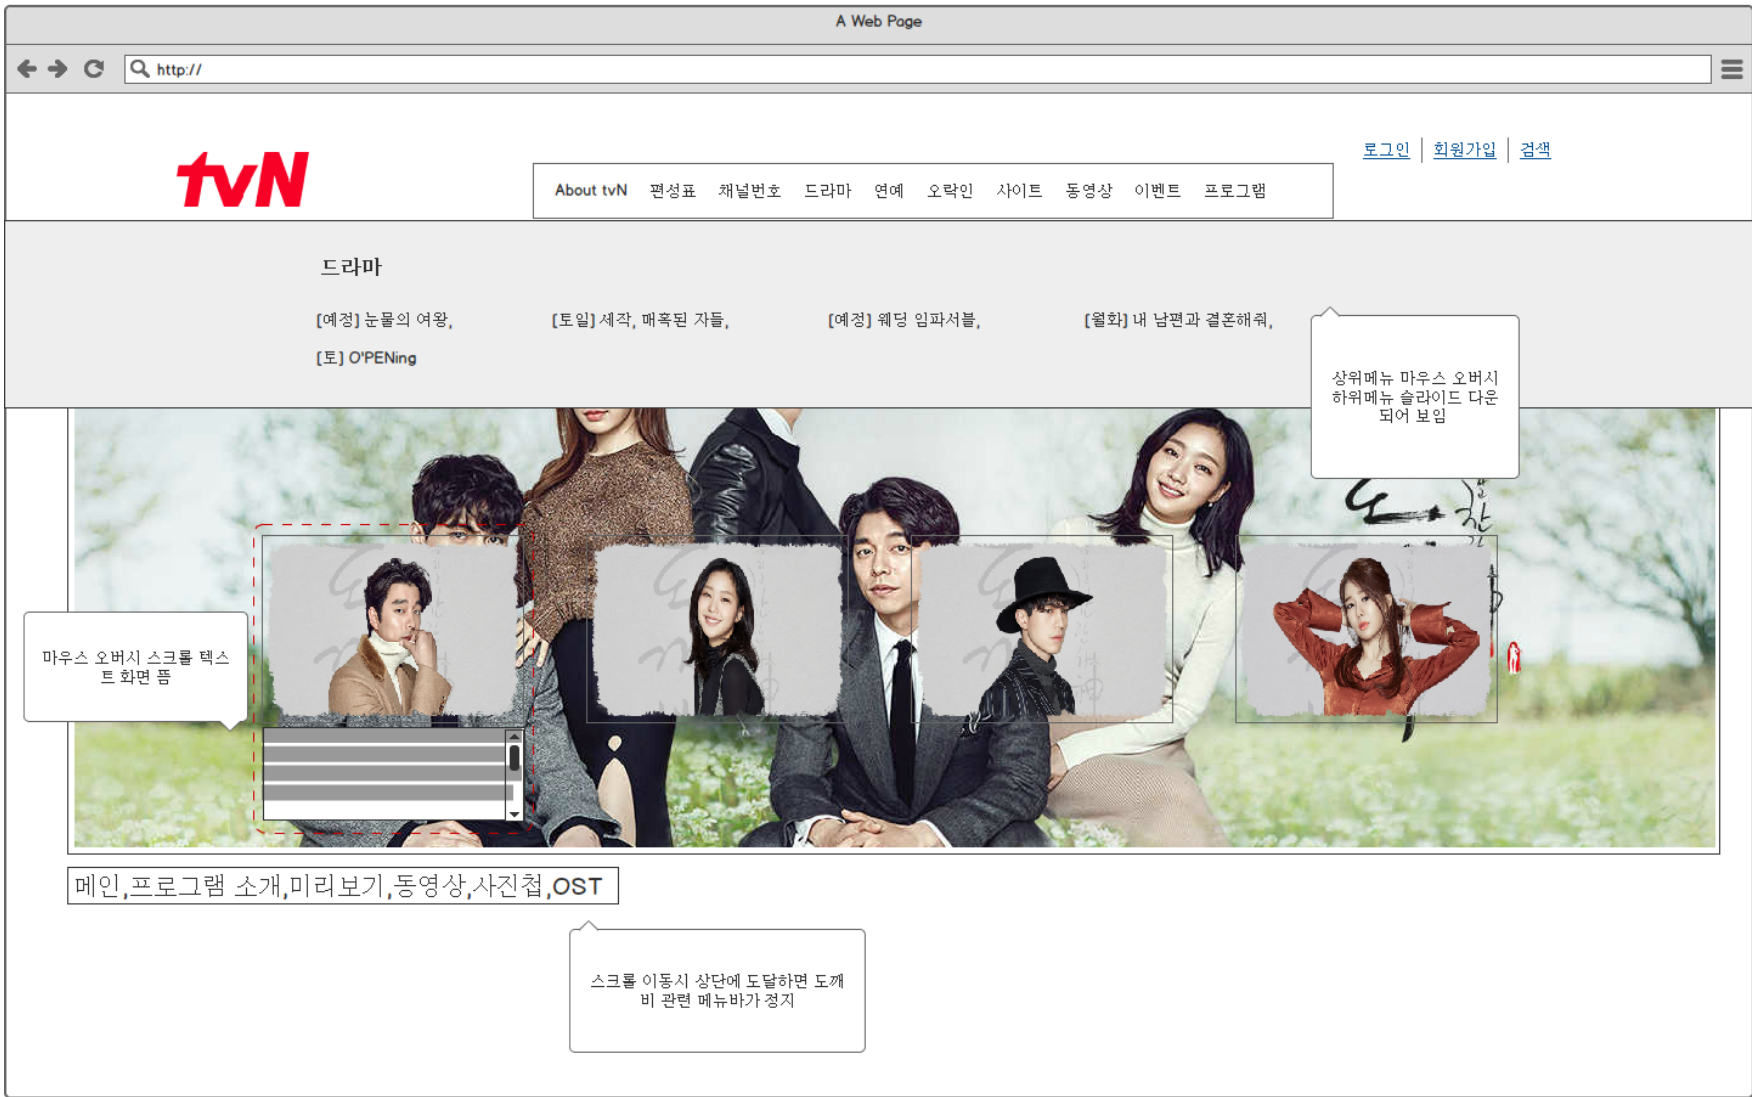 A Web Page
http://
tvN
로그인 회원가입 검색
About tvN 편성표 채널번호 드라마 연예 오락인 사이트 동영상 이벤트 프로그램
드라마
[예정] 눈물의 여왕, [토일] 세작, 매혹된 자들, [예정] 웨딩 임파서블, [월화] 내 남편과 결혼해줘,
[토] O'PENing
상위메뉴 마우스 오버시
하위메뉴 슬라이드 다운
되어 보임
마우스 오버시 스크롤 텍스
트 화면 뜸
메인,프로그램 소개,미리보기,동영상,사진첩,OST
스크롤 이동시 상단에 도달하면 도깨
비 관련 메뉴바가 정지